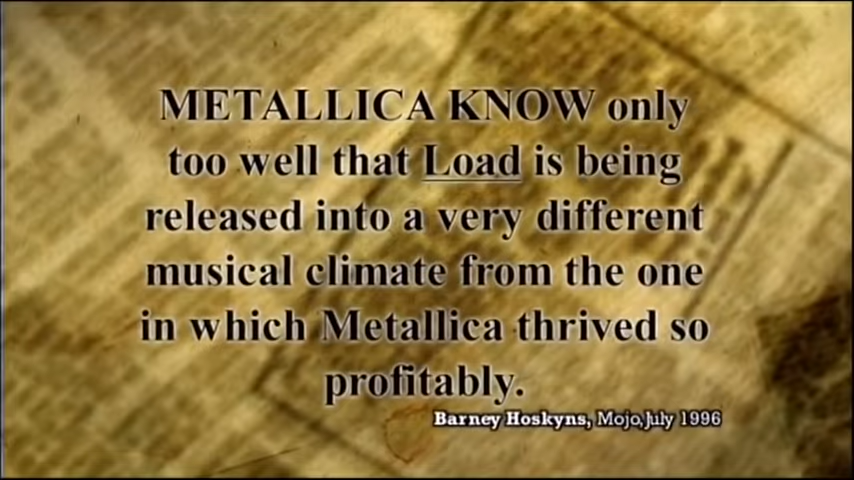 METALLICA KNOW only
too well that Load is being
released into a very different
musical climate from the one
in which Metallica thrived so
profitably.
Barney Hoskyns, Mojo,July 1996